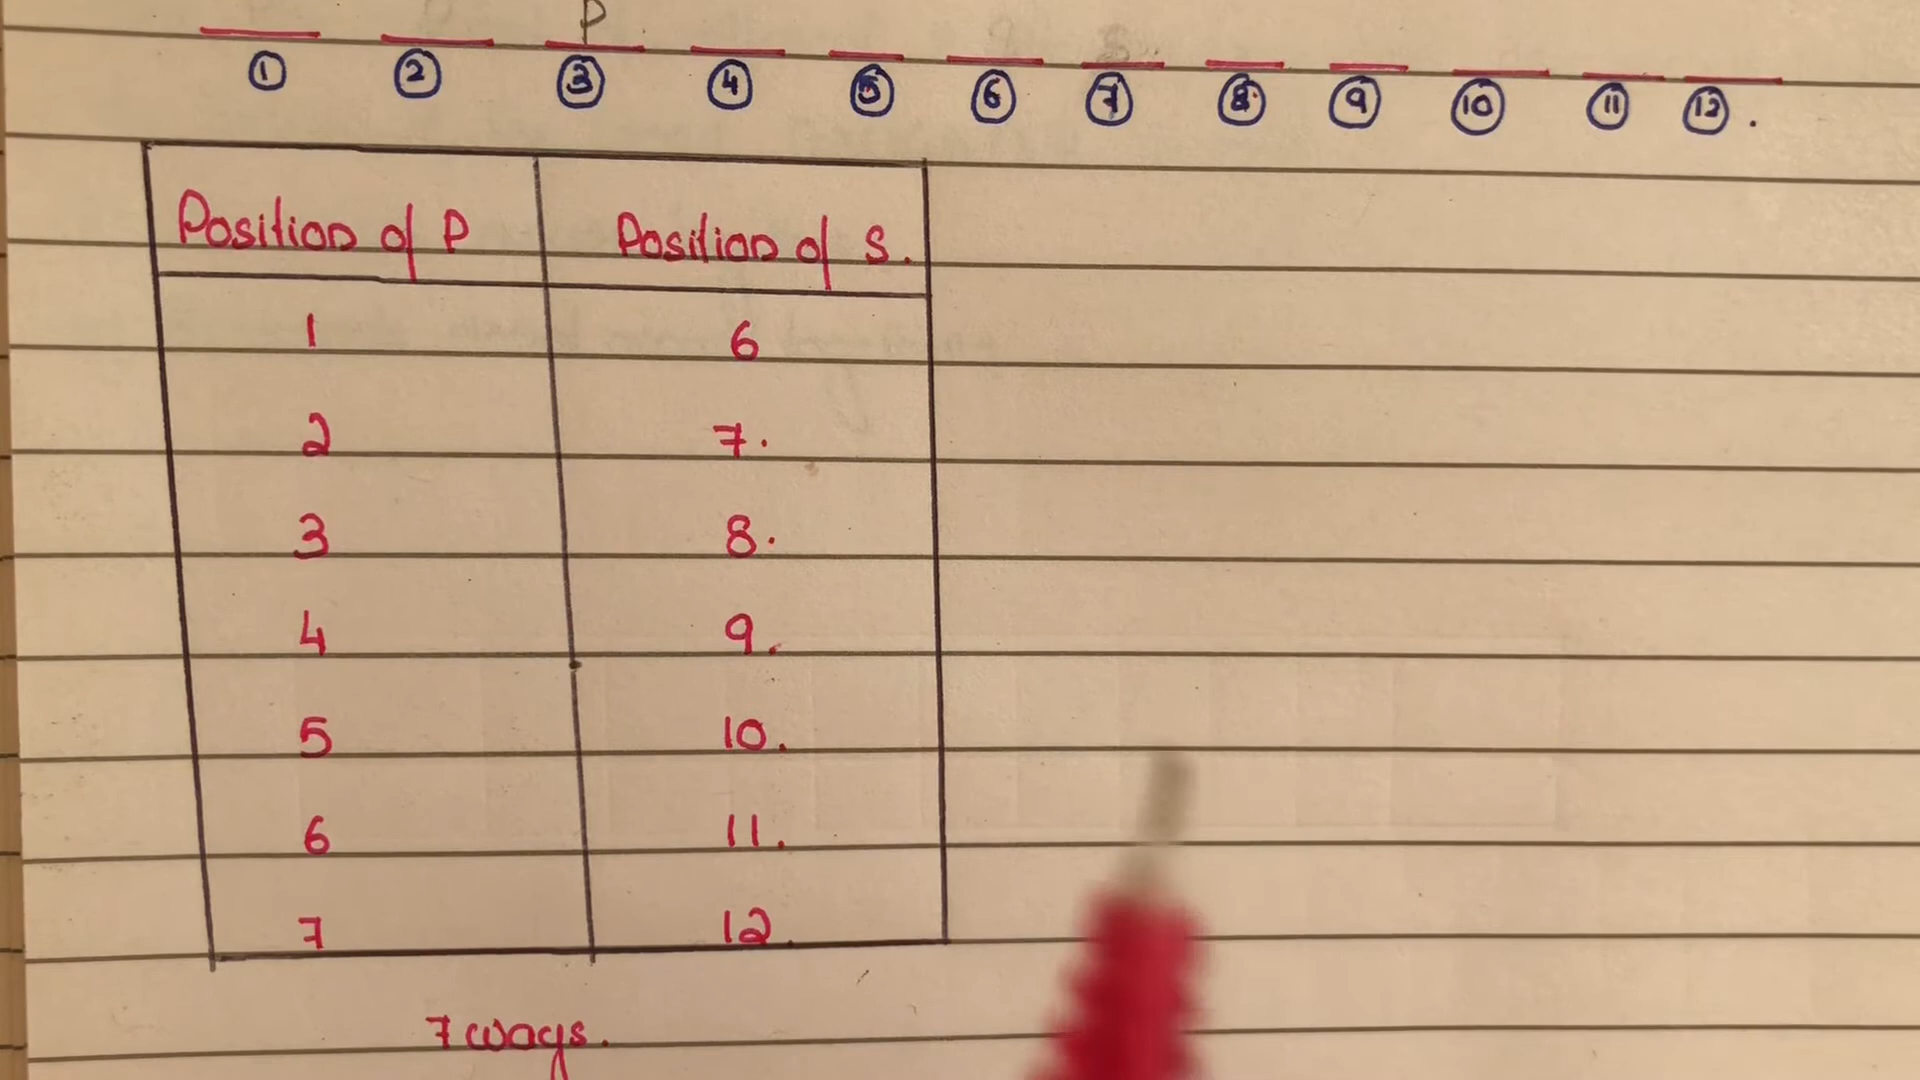 P
① ② ③ ④ ⑤ ⑥ ⑦ ⑧ ⑨ ⑩ ⑪ ⑫ .
Position of P Position of S.
1 6
2 7.
3 8.
4 9.
5 10.
6 11.
7 12.
7 ways.